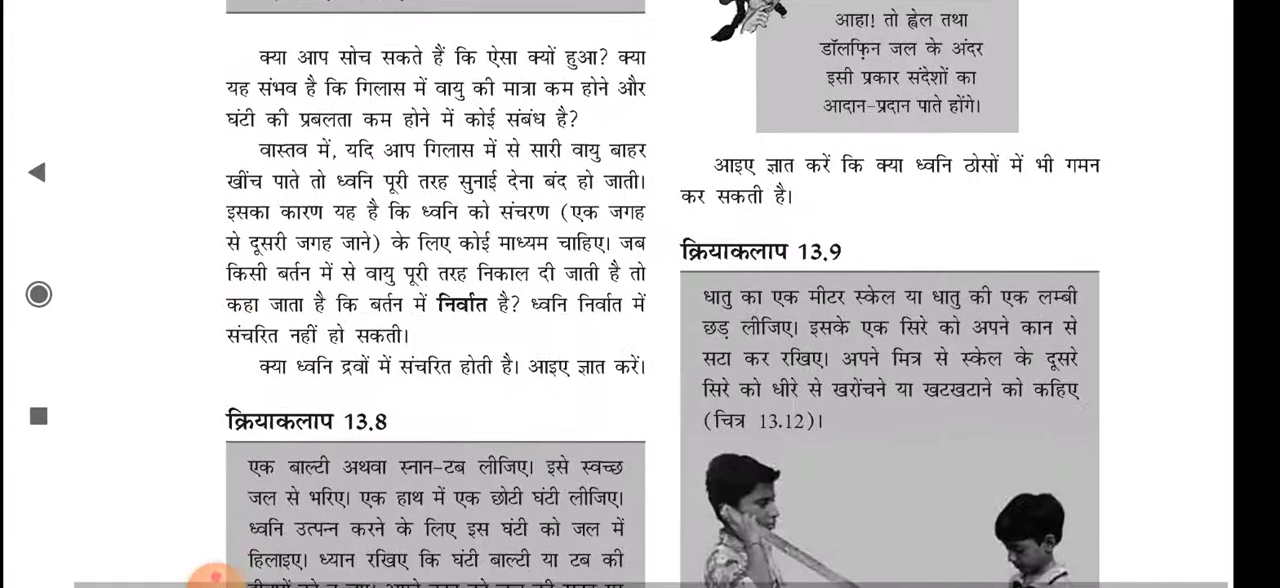 क्या आप सोच सकते हैं कि ऐसा क्यों हुआ? क्या
यह संभव है कि गिलास में वायु की मात्रा कम होने और
घंटी की प्रबलता कम होने में कोई संबंध है?
वास्तव में, यदि आप गिलास में से सारी वायु बाहर
खींच पाते तो ध्वनि पूरी तरह सुनाई देना बंद हो जाती।
इसका कारण यह है कि ध्वनि को संचरण (एक जगह
से दूसरी जगह जाने) के लिए कोई माध्यम चाहिए। जब
किसी बर्तन में से वायु पूरी तरह निकाल दी जाती है तो
कहा जाता है कि बर्तन में निर्वात है? ध्वनि निर्वात में
संचरित नहीं हो सकती।
क्या ध्वनि द्रवों में संचरित होती है। आइए ज्ञात करें।
क्रियाकलाप 13.8
एक बाल्टी अथवा स्नान-टब लीजिए। इसे स्वच्छ
जल से भरिए। एक हाथ में एक छोटी घंटी लीजिए।
ध्वनि उत्पन्न करने के लिए इस घंटी को जल में
हिलाइए। ध्यान रखिए कि घंटी बाल्टी या टब की
आहा! तो ह्वेल तथा
डॉलफ़िन जल के अंदर
इसी प्रकार संदेशों का
आदान-प्रदान पाते होंगे।
आइए ज्ञात करें कि क्या ध्वनि ठोसों में भी गमन
कर सकती है।
क्रियाकलाप 13.9
धातु का एक मीटर स्केल या धातु की एक लम्बी
छड़ लीजिए। इसके एक सिरे को अपने कान से
सटा कर रखिए। अपने मित्र से स्केल के दूसरे
सिरे को धीरे से खरोंचने या खटखटाने को कहिए
(चित्र 13.12)।